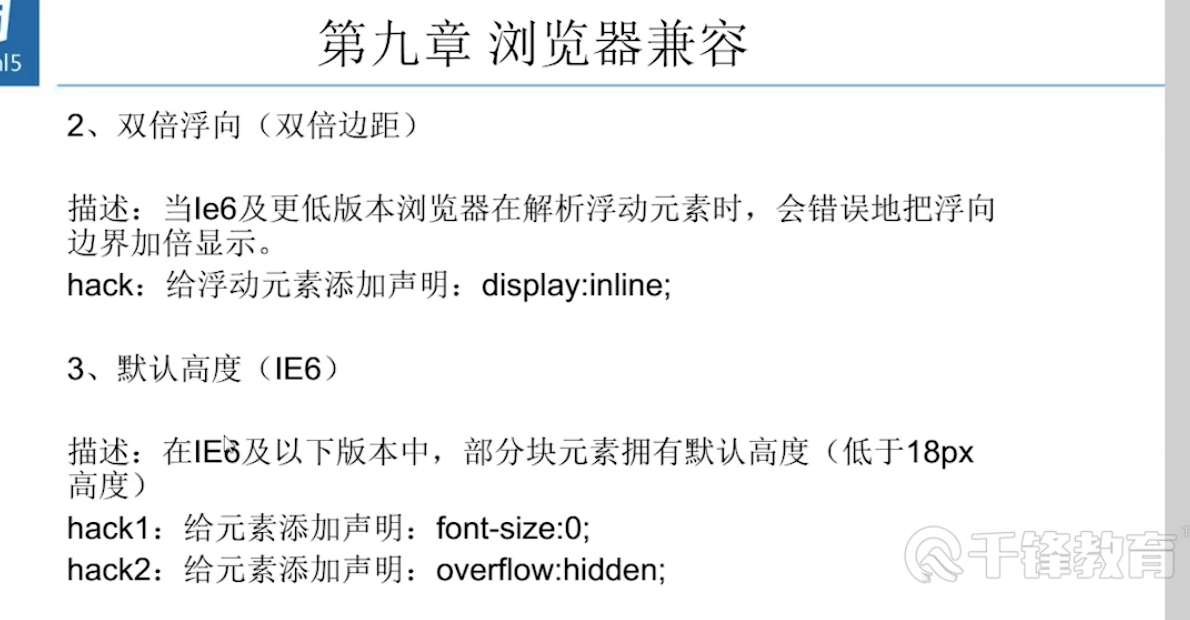 l5
第九章 浏览器兼容
2、双倍浮向（双倍边距）
描述：当Ie6及更低版本浏览器在解析浮动元素时，会错误地把浮向
边界加倍显示。
hack：给浮动元素添加声明：display:inline;
3、默认高度（IE6）
描述：在IE6及以下版本中，部分块元素拥有默认高度（低于18px
高度）
hack1：给元素添加声明：font-size:0;
hack2：给元素添加声明：overflow:hidden;
千锋教育